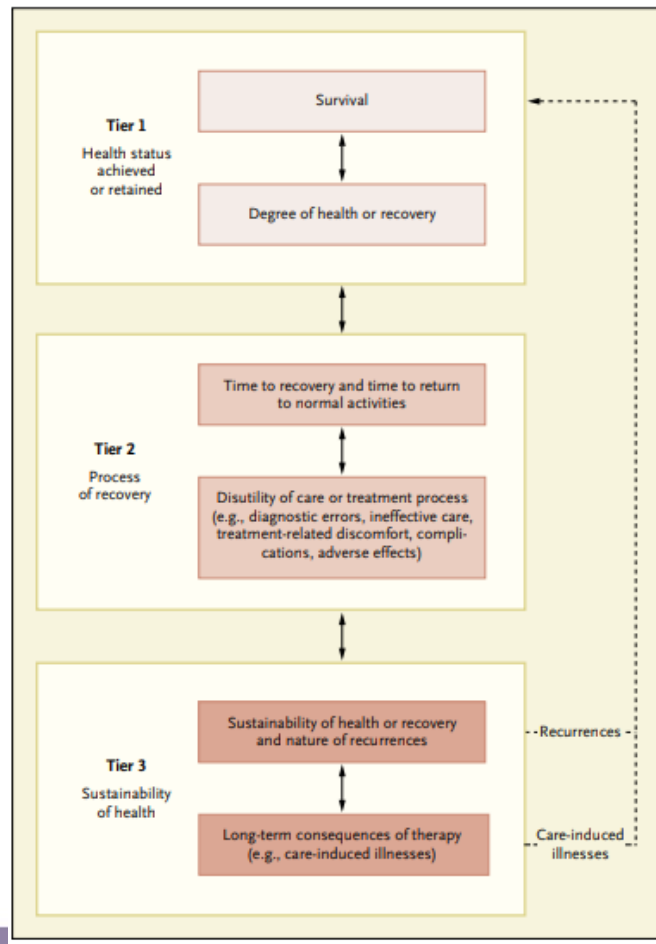 Tier 1
Health status
achieved
or retained
Survival
Degree of health or recovery
Tier 2
Process
of recovery
Time to recovery and time to return
to normal activities
Disutility of care or treatment process
(e.g., diagnostic errors, ineffective care,
treatment-related discomfort, compli-
cations, adverse effects)
Tier 3
Sustainability
of health
Sustainability of health or recovery
and nature of recurrences
Recurrences
Long-term consequences of therapy
(e.g., care-induced illnesses)
Care-induced
illnesses